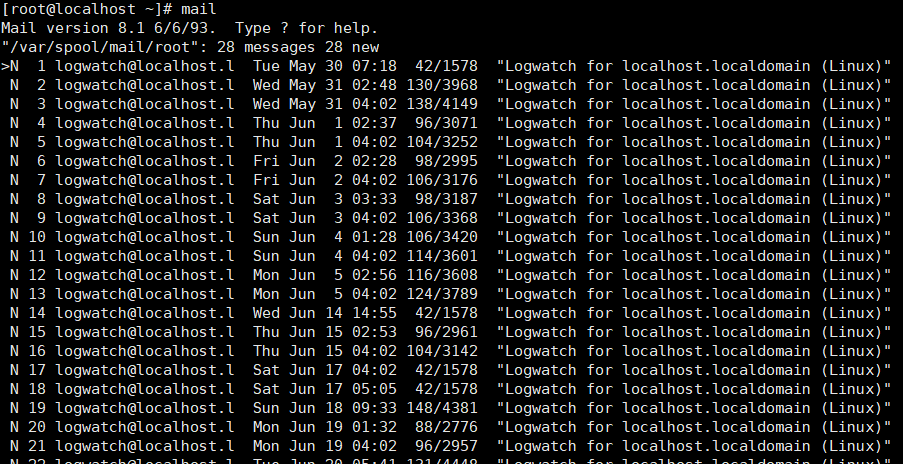 [root@localhost ~]# mail
Mail version 8.1 6/6/93.  Type ? for help.
"/var/spool/mail/root": 28 messages 28 new
>N  1 logwatch@localhost.l  Tue May 30 07:18  42/1578  "Logwatch for localhost.localdomain (Linux)"
 N  2 logwatch@localhost.l  Wed May 31 02:48 130/3968  "Logwatch for localhost.localdomain (Linux)"
 N  3 logwatch@localhost.l  Wed May 31 04:02 138/4149  "Logwatch for localhost.localdomain (Linux)"
 N  4 logwatch@localhost.l  Thu Jun  1 02:37  96/3071  "Logwatch for localhost.localdomain (Linux)"
 N  5 logwatch@localhost.l  Thu Jun  1 04:02 104/3252  "Logwatch for localhost.localdomain (Linux)"
 N  6 logwatch@localhost.l  Fri Jun  2 02:28  98/2995  "Logwatch for localhost.localdomain (Linux)"
 N  7 logwatch@localhost.l  Fri Jun  2 04:02 106/3176  "Logwatch for localhost.localdomain (Linux)"
 N  8 logwatch@localhost.l  Sat Jun  3 03:33  98/3187  "Logwatch for localhost.localdomain (Linux)"
 N  9 logwatch@localhost.l  Sat Jun  3 04:02 106/3368  "Logwatch for localhost.localdomain (Linux)"
 N 10 logwatch@localhost.l  Sun Jun  4 01:28 106/3420  "Logwatch for localhost.localdomain (Linux)"
 N 11 logwatch@localhost.l  Sun Jun  4 04:02 114/3601  "Logwatch for localhost.localdomain (Linux)"
 N 12 logwatch@localhost.l  Mon Jun  5 02:56 116/3608  "Logwatch for localhost.localdomain (Linux)"
 N 13 logwatch@localhost.l  Mon Jun  5 04:02 124/3789  "Logwatch for localhost.localdomain (Linux)"
 N 14 logwatch@localhost.l  Wed Jun 14 14:55  42/1578  "Logwatch for localhost.localdomain (Linux)"
 N 15 logwatch@localhost.l  Thu Jun 15 02:53  96/2961  "Logwatch for localhost.localdomain (Linux)"
 N 16 logwatch@localhost.l  Thu Jun 15 04:02 104/3142  "Logwatch for localhost.localdomain (Linux)"
 N 17 logwatch@localhost.l  Sat Jun 17 04:02  42/1578  "Logwatch for localhost.localdomain (Linux)"
 N 18 logwatch@localhost.l  Sat Jun 17 05:05  42/1578  "Logwatch for localhost.localdomain (Linux)"
 N 19 logwatch@localhost.l  Sun Jun 18 09:33 148/4381  "Logwatch for localhost.localdomain (Linux)"
 N 20 logwatch@localhost.l  Mon Jun 19 01:32  88/2776  "Logwatch for localhost.localdomain (Linux)"
 N 21 logwatch@localhost.l  Mon Jun 19 04:02  96/2957  "Logwatch for localhost.localdomain (Linux)"
 N 22 logwatch@localhost.l  Tue Jun 20 05:41 131/4448  "Logwatch for localhost.localdomain (Linux)"